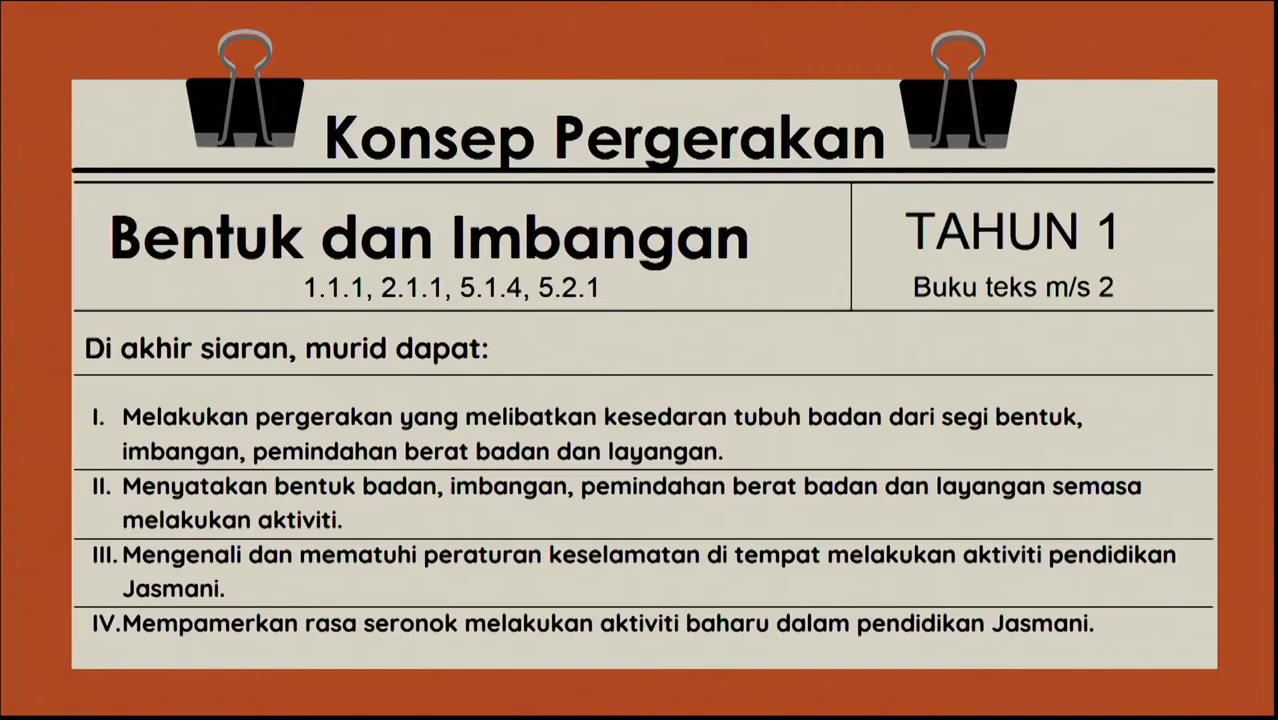 Konsep Pergerakan
Bentuk dan Imbangan
1.1.1, 2.1.1, 5.1.4, 5.2.1
TAHUN 1
Buku teks m/s 2
Di akhir siaran, murid dapat:
I. Melakukan pergerakan yang melibatkan kesedaran tubuh badan dari segi bentuk,
imbangan, pemindahan berat badan dan layangan.
II. Menyatakan bentuk badan, imbangan, pemindahan berat badan dan layangan semasa
melakukan aktiviti.
III. Mengenali dan mematuhi peraturan keselamatan di tempat melakukan aktiviti pendidikan
Jasmani.
IV.Mempamerkan rasa seronok melakukan aktiviti baharu dalam pendidikan Jasmani.